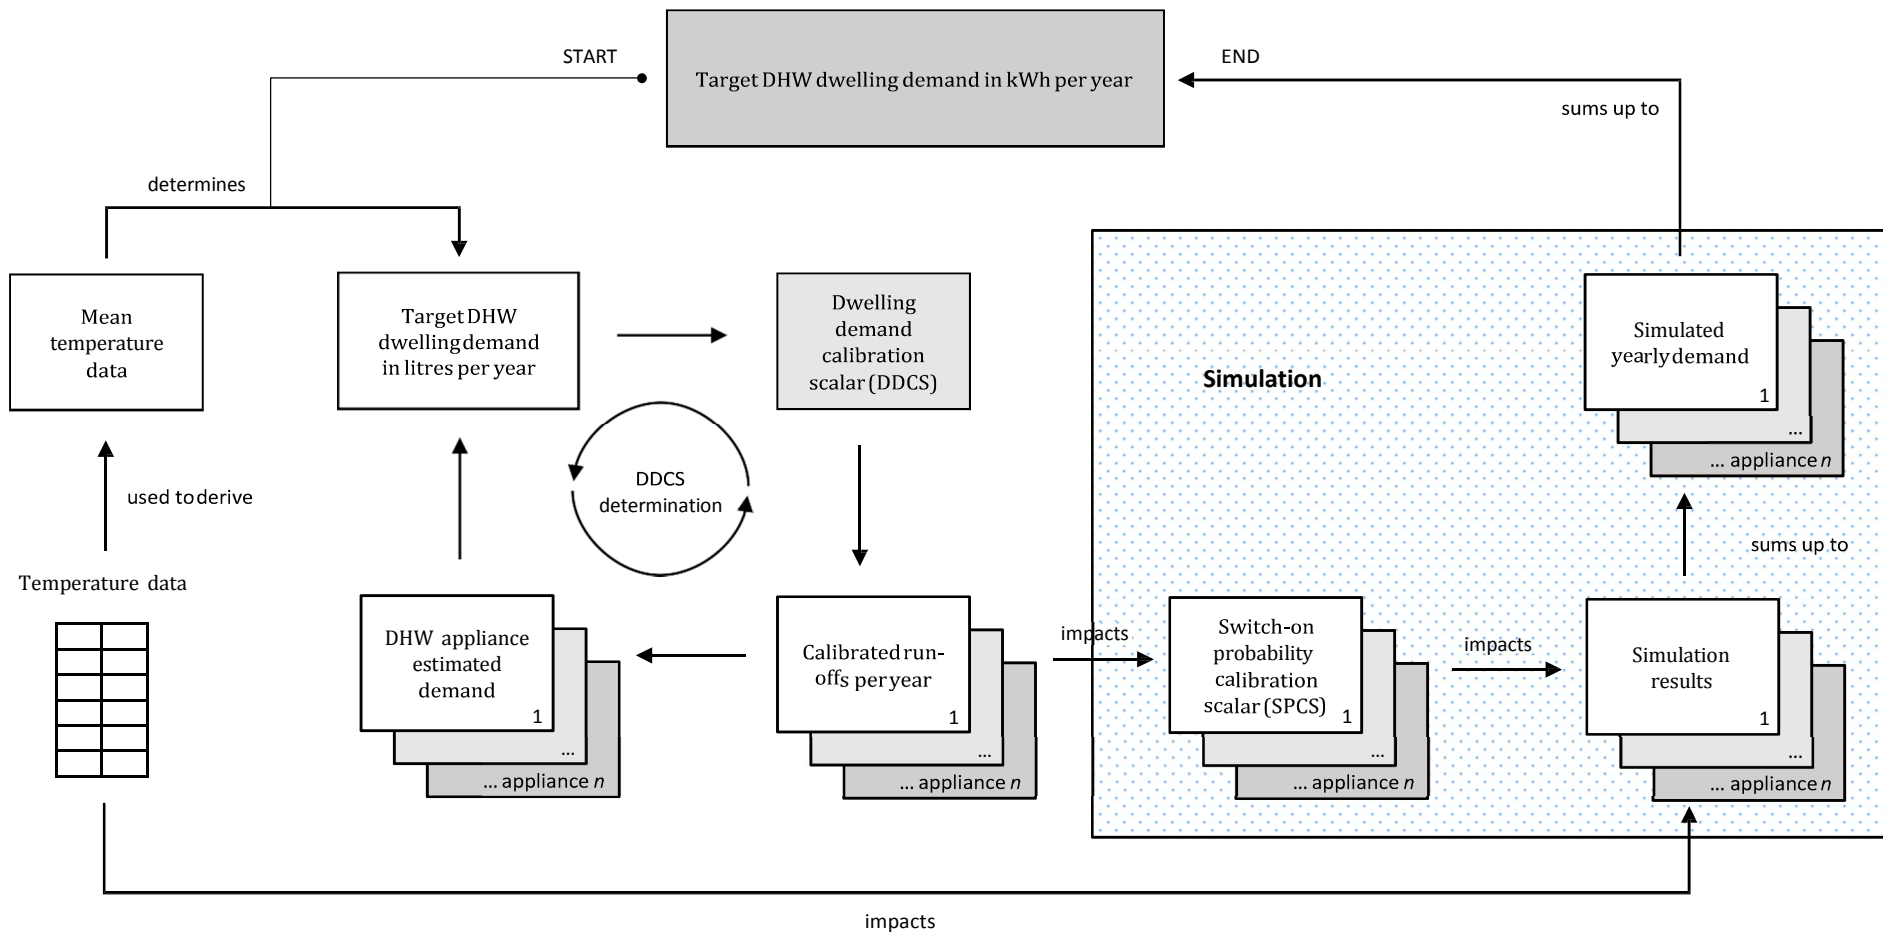 START
Target DHW dwelling demand in kWh per year
END
sums up to
determines
Mean
temperature
data
Target DHW
dwelling demand
in litres per year
Dwelling
demand
calibration
scalar (DDCS)
Simulation
Simulated
yearly demand
1
...
... appliance n
used to derive
DDCS
determination
sums up to
Temperature data
DHW appliance
estimated
demand
1
...
... appliance n
Calibrated run-
offs per year
1
...
... appliance n
impacts
Switch-on
probability
calibration
scalar (SPCS)
1
...
... appliance n
impacts
Simulation
results
1
...
... appliance n
impacts